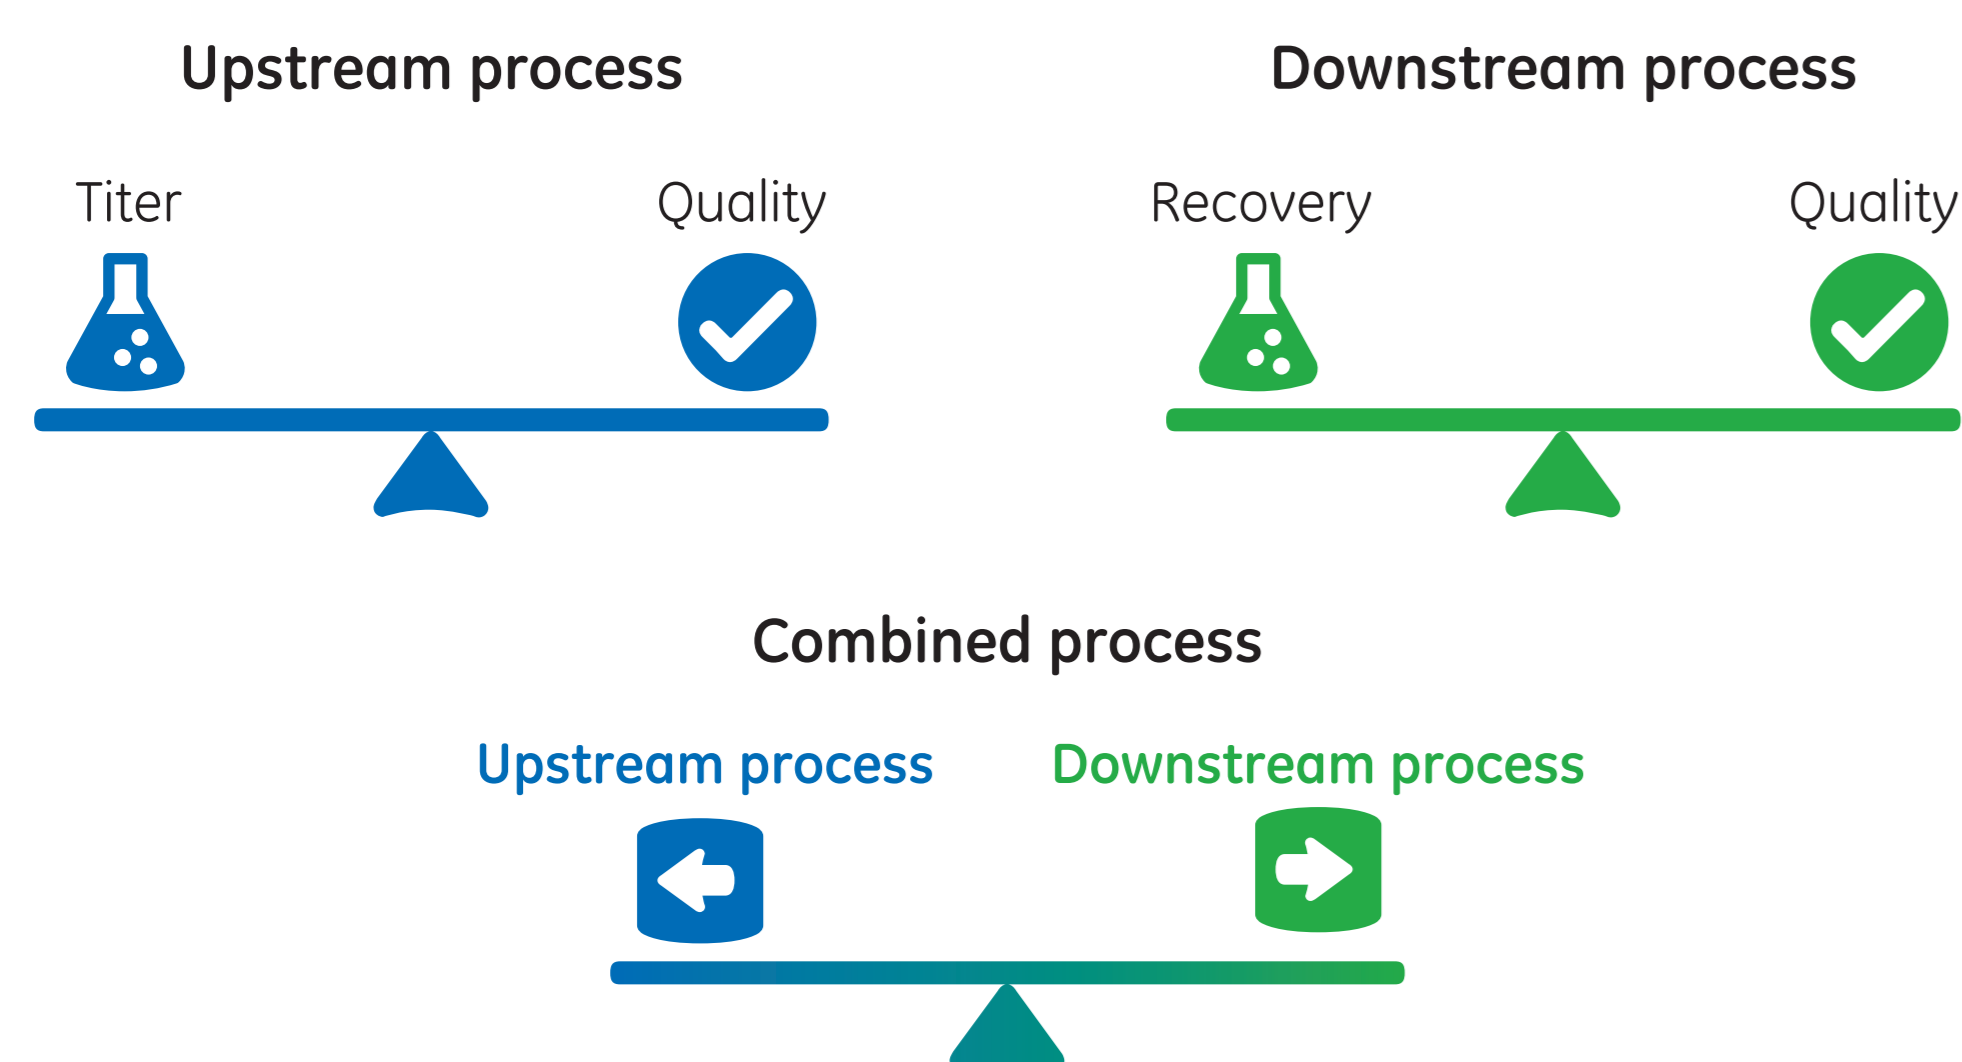 Upstream process
Downstream process
Titer
Quality
Recovery
Quality
Combined process
Upstream process
Downstream process